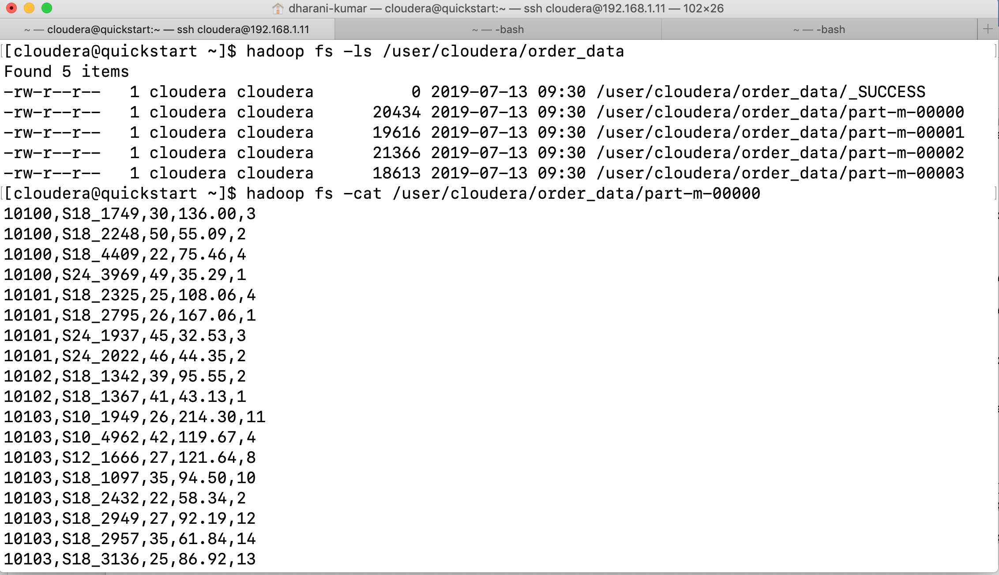 dharani-kumar — cloudera@quickstart:~ — ssh cloudera@192.168.1.11 — 102×26
~ — cloudera@quickstart:~ — ssh cloudera@192.168.1.11
~ — -bash
~ — -bash
[[cloudera@quickstart ~]$ hadoop fs -ls /user/cloudera/order_data ]
Found 5 items
-rw-r--r--   1 cloudera cloudera          0 2019-07-13 09:30 /user/cloudera/order_data/_SUCCESS
-rw-r--r--   1 cloudera cloudera      20434 2019-07-13 09:30 /user/cloudera/order_data/part-m-00000
-rw-r--r--   1 cloudera cloudera      19616 2019-07-13 09:30 /user/cloudera/order_data/part-m-00001
-rw-r--r--   1 cloudera cloudera      21366 2019-07-13 09:30 /user/cloudera/order_data/part-m-00002
-rw-r--r--   1 cloudera cloudera      18613 2019-07-13 09:30 /user/cloudera/order_data/part-m-00003
[[cloudera@quickstart ~]$ hadoop fs -cat /user/cloudera/order_data/part-m-00000 ]
10100,S18_1749,30,136.00,3
10100,S18_2248,50,55.09,2
10100,S18_4409,22,75.46,4
10100,S24_3969,49,35.29,1
10101,S18_2325,25,108.06,4
10101,S18_2795,26,167.06,1
10101,S24_1937,45,32.53,3
10101,S24_2022,46,44.35,2
10102,S18_1342,39,95.55,2
10102,S18_1367,41,43.13,1
10103,S10_1949,26,214.30,11
10103,S10_4962,42,119.67,4
10103,S12_1666,27,121.64,8
10103,S18_1097,35,94.50,10
10103,S18_2432,22,58.34,2
10103,S18_2949,27,92.19,12
10103,S18_2957,35,61.84,14
10103,S18_3136,25,86.92,13